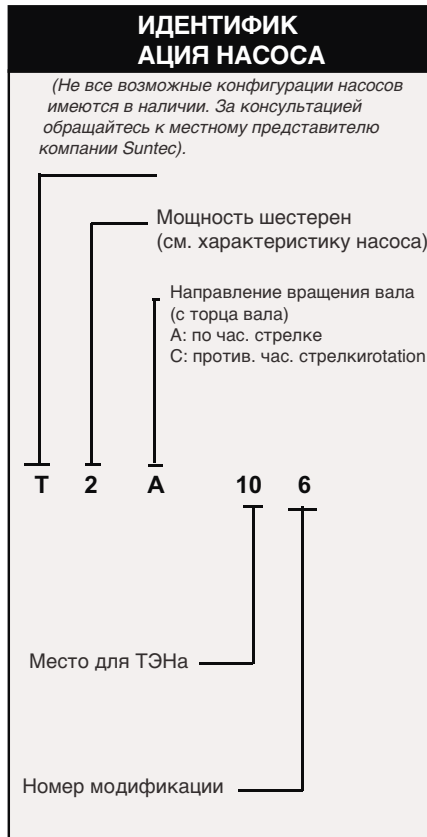 ИДЕНТИФИК
АЦИЯ НАСОСА
(Не все возможные конфигурации насосов
имеются в наличии. За консультацией
обращайтесь к местному представителю
компании Suntec).
Мощность шестерен
(см. характеристику насоса)
Направление вращения вала
(с торца вала)
А: по час. стрелке
С: против. час. стрелкиrotation
T 2 A 10 6
Место для ТЭНа
Номер модификации